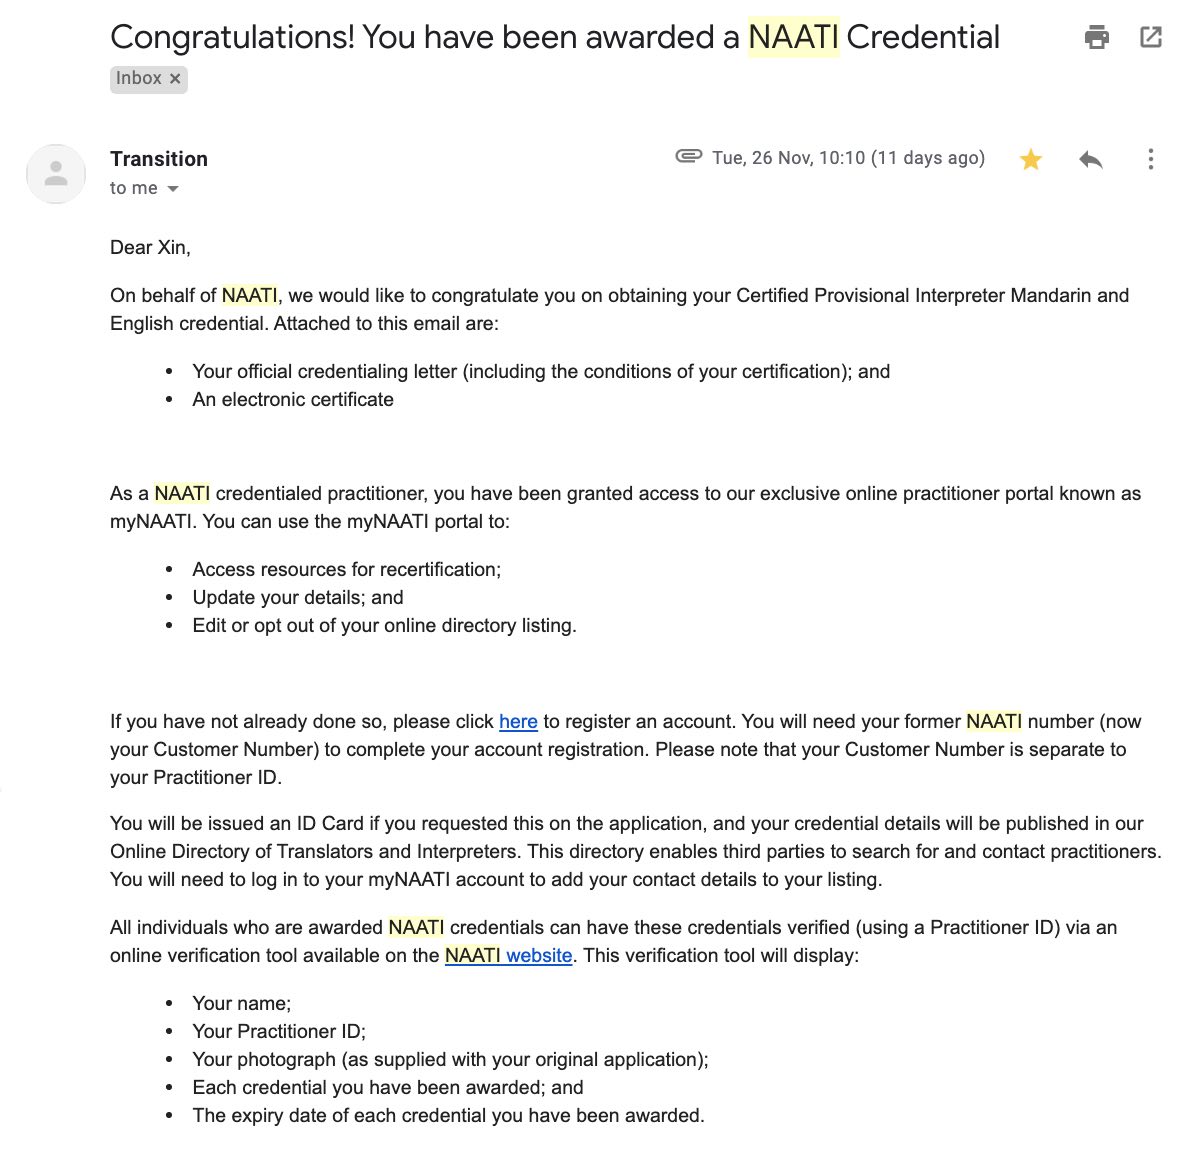 Congratulations! You have been awarded a NAATI Credential
Inbox ×
Transition
Tue, 26 Nov, 10:10 (11 days ago)
to me
Dear Xin,
On behalf of NAATI, we would like to congratulate you on obtaining your Certified Provisional Interpreter Mandarin and
English credential. Attached to this email are:
• Your official credentialing letter (including the conditions of your certification); and
• An electronic certificate
As a NAATI credentialed practitioner, you have been granted access to our exclusive online practitioner portal known as
myNAATI. You can use the myNAATI portal to:
• Access resources for recertification;
• Update your details; and
• Edit or opt out of your online directory listing.
If you have not already done so, please click here to register an account. You will need your former NAATI number (now
your Customer Number) to complete your account registration. Please note that your Customer Number is separate to
your Practitioner ID.
You will be issued an ID Card if you requested this on the application, and your credential details will be published in our
Online Directory of Translators and Interpreters. This directory enables third parties to search for and contact practitioners.
You will need to log in to your myNAATI account to add your contact details to your listing.
All individuals who are awarded NAATI credentials can have these credentials verified (using a Practitioner ID) via an
online verification tool available on the NAATI website. This verification tool will display:
• Your name;
• Your Practitioner ID;
• Your photograph (as supplied with your original application);
• Each credential you have been awarded; and
• The expiry date of each credential you have been awarded.